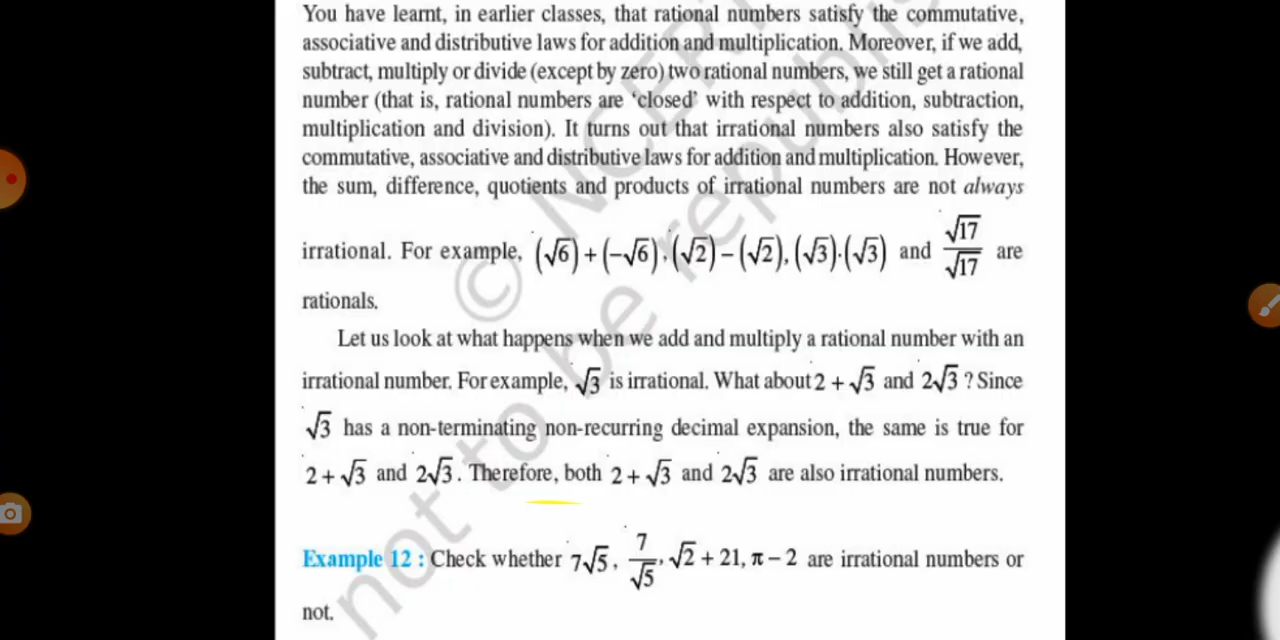 You have learnt, in earlier classes, that rational numbers satisfy the commutative,
associative and distributive laws for addition and multiplication. Moreover, if we add,
subtract, multiply or divide (except by zero) two rational numbers, we still get a rational
number (that is, rational numbers are ‘closed’ with respect to addition, subtraction,
multiplication and division). It turns out that irrational numbers also satisfy the
commutative, associative and distributive laws for addition and multiplication. However,
the sum, difference, quotients and products of irrational numbers are not always
irrational. For example, (√6) + (−√6), (√2) − (√2), (√3)·(√3) and √17/√17 are
rationals.
Let us look at what happens when we add and multiply a rational number with an
irrational number. For example, √3 is irrational. What about 2 + √3 and 2√3 ? Since
√3 has a non-terminating non-recurring decimal expansion, the same is true for
2 + √3 and 2√3. Therefore, both 2 + √3 and 2√3 are also irrational numbers.
Example 12 : Check whether 7√5, 7/√5, √2 + 21, π − 2 are irrational numbers or
not.
© NCERT
not to be republis